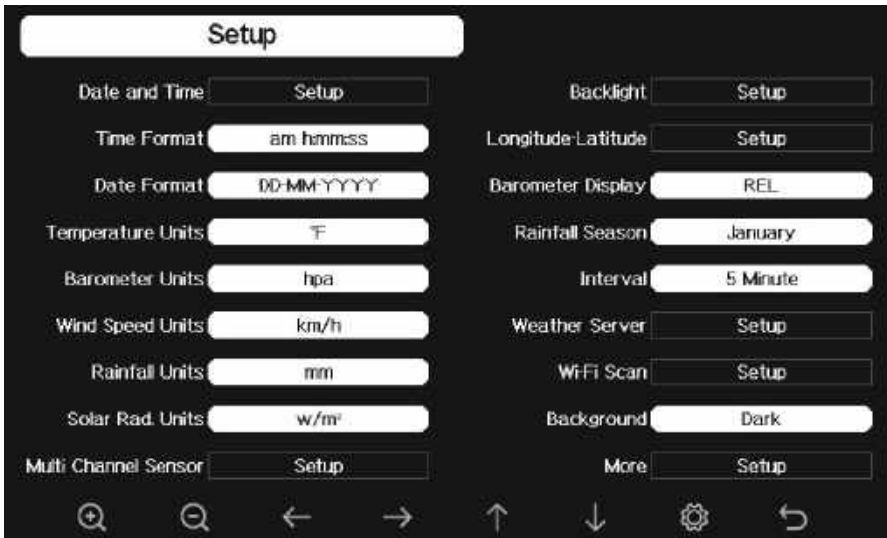 Setup
Date and Time Setup
Time Format am h:mm:ss
Date Format DD-MM-YYYY
Temperature Units °F
Barometer Units hpa
Wind Speed Units km/h
Rainfall Units mm
Solar Rad. Units w/m²
Multi Channel Sensor Setup
Backlight Setup
Longitude-Latitude Setup
Barometer Display REL
Rainfall Season January
Interval 5 Minute
Weather Server Setup
Wi-Fi Scan Setup
Background Dark
More Setup